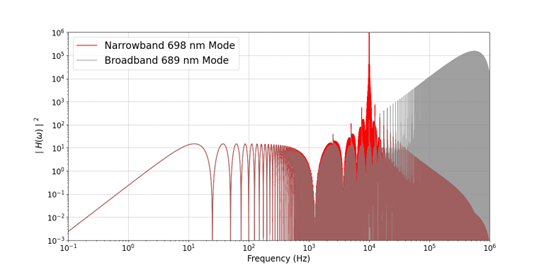 10⁶
10⁵
10⁴
10³
10²
10¹
10⁰
10⁻¹
10⁻²
10⁻³
| H(ω) | ²
Narrowband 698 nm Mode
Broadband 689 nm Mode
10⁻¹ 10⁰ 10¹ 10² 10³ 10⁴ 10⁵ 10⁶
Frequency (Hz)